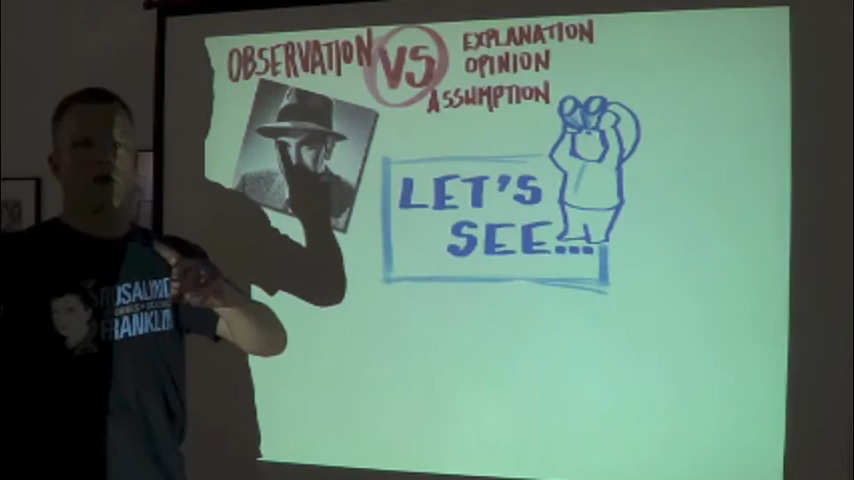 OBSERVATION VS EXPLANATION
OPINION
ASSUMPTION
LET'S
SEE...
ROSALIND
FRANKLIN